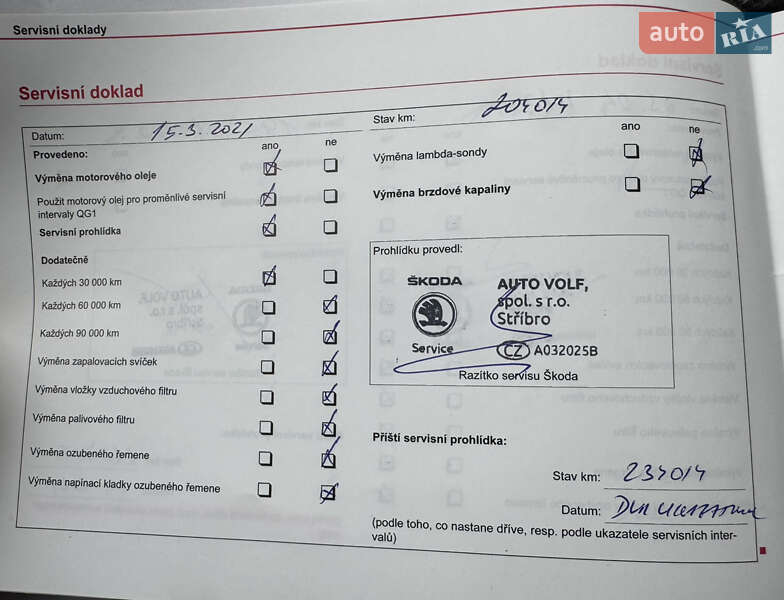 Servisní doklady
auto RIA.com
Servisní doklad
Datum: 15.3.2021
ano ne
Provedeno:
Výměna motorového oleje
Použit motorový olej pro proměnlivé servisní
intervaly QG1
Servisní prohlídka
Dodatečně
Každých 30 000 km
Každých 60 000 km
Každých 90 000 km
Výměna zapalovacích svíček
Výměna vložky vzduchového filtru
Výměna palivového filtru
Výměna ozubeného řemene
Výměna napínací kladky ozubeného řemene
Stav km: 204014
ano ne
Výměna lambda-sondy
Výměna brzdové kapaliny
Prohlídku provedl:
ŠKODA
Service
AUTO VOLF,
spol. s r.o.
Stříbro
CZ A032025B
Razítko servisu Škoda
Příští servisní prohlídka:
Stav km: 234014
Datum:
(podle toho, co nastane dříve, resp. podle ukazatele servisních inter-
valů)